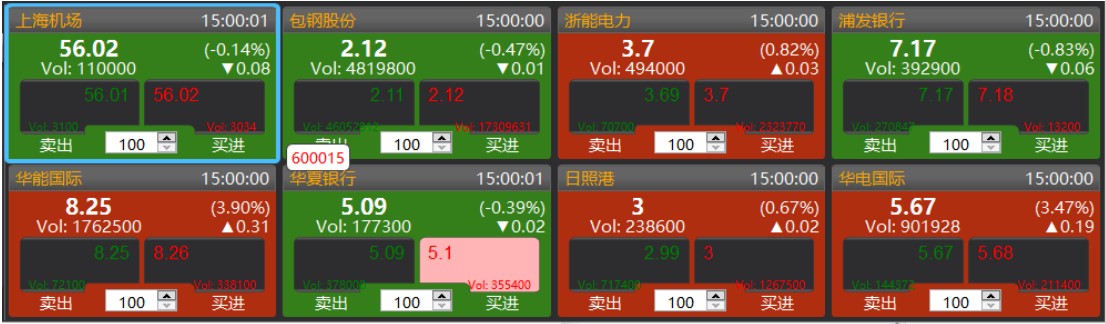 上海机场 15:00:01
56.02 (-0.14%)
Vol: 110000 ▼0.08
56.01 56.02
Vol: 3100 Vol: 3034
卖出 100 买进
包钢股份 15:00:00
2.12 (-0.47%)
Vol: 4819800 ▼0.01
2.11 2.12
Vol: 17309631
卖出 100 买进
浙能电力 15:00:00
3.7 (0.82%)
Vol: 494000 ▲0.03
3.69 3.7
Vol: 70700 Vol: 2323770
卖出 100 买进
浦发银行 15:00:00
7.17 (-0.83%)
Vol: 392900 ▼0.06
7.17 7.18
Vol: 13200
卖出 100 买进
600015
华能国际 15:00:00
8.25 (3.90%)
Vol: 1762500 ▲0.31
8.25 8.26
Vol: 72100 Vol: 338100
卖出 100 买进
华夏银行 15:00:01
5.09 (-0.39%)
Vol: 177300 ▼0.02
5.09 5.1
Vol: 355400
卖出 100 买进
日照港 15:00:00
3 (0.67%)
Vol: 238600 ▲0.02
2.99 3
Vol: 717400 Vol: 1267500
卖出 100 买进
华电国际 15:00:00
5.67 (3.47%)
Vol: 901928 ▲0.19
5.67 5.68
Vol: 144372 Vol: 211400
卖出 100 买进